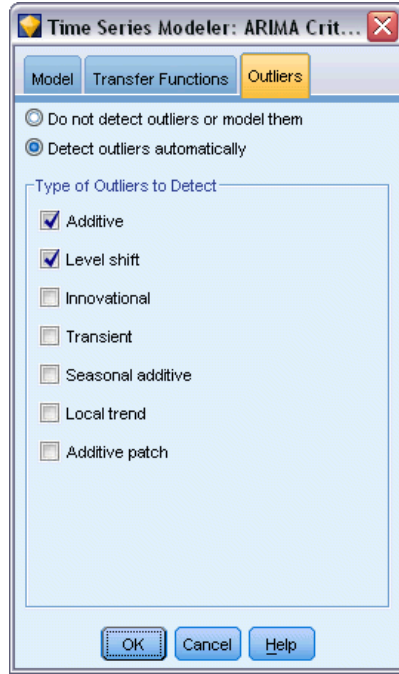 Time Series Modeler: ARIMA Crit...
Model Transfer Functions Outliers
Do not detect outliers or model them
Detect outliers automatically
Type of Outliers to Detect
Additive
Level shift
Innovational
Transient
Seasonal additive
Local trend
Additive patch
OK Cancel Help